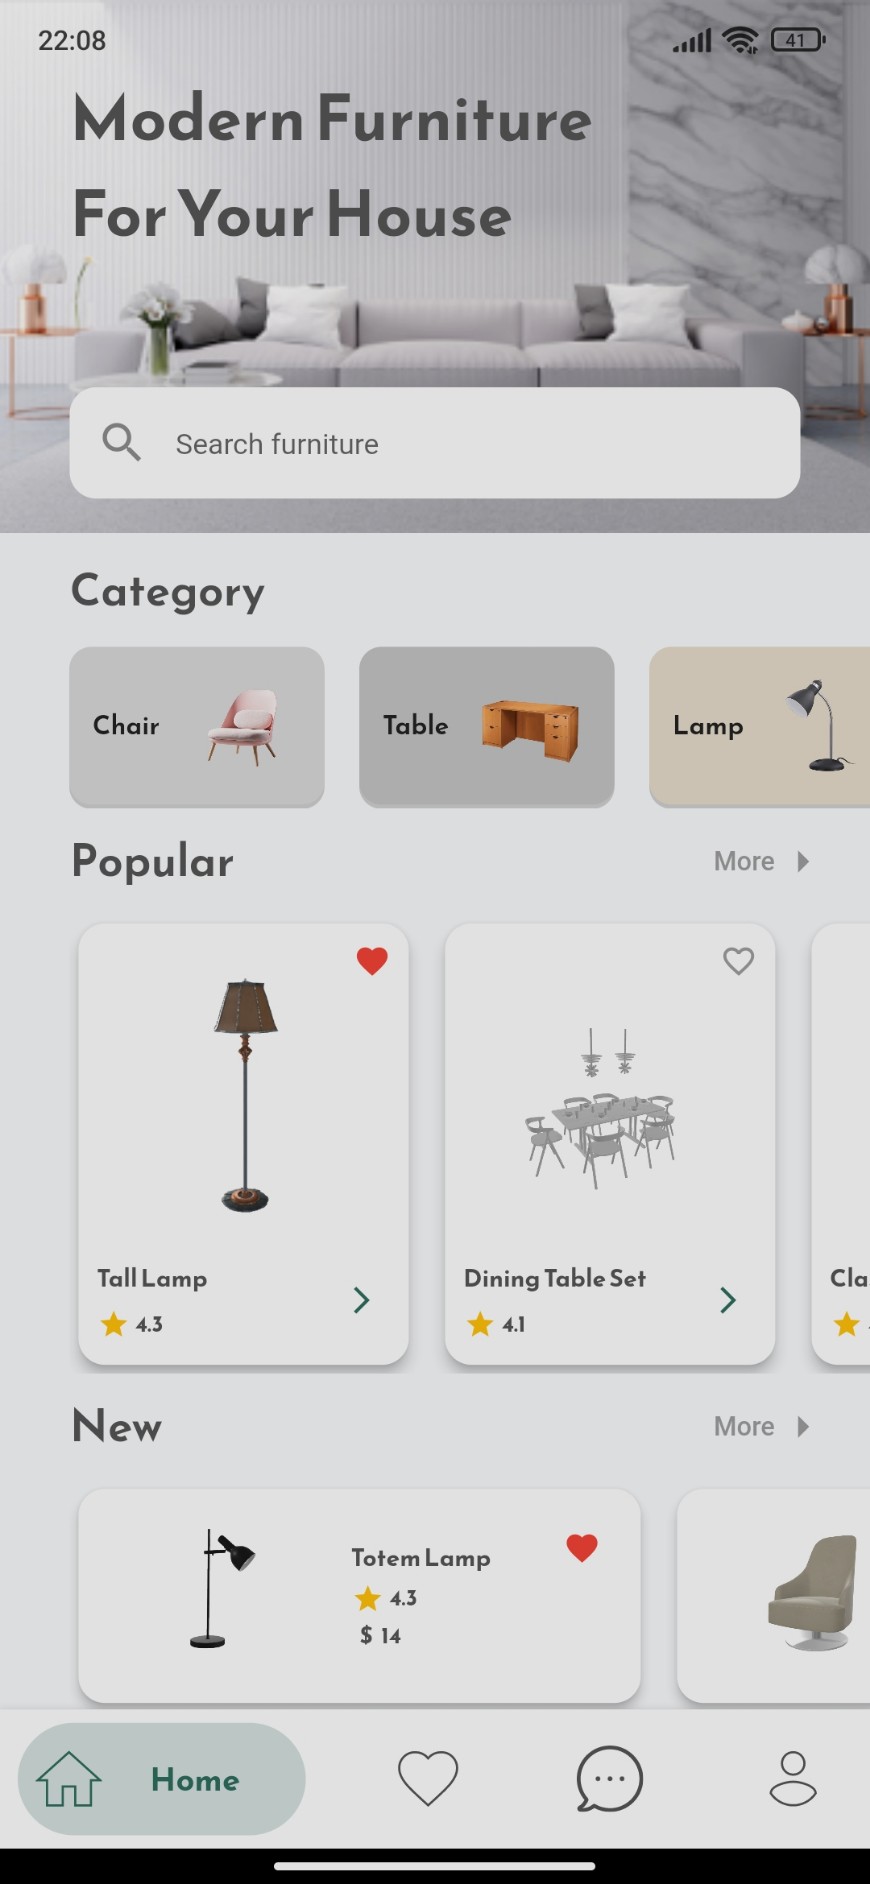 22:08
41
Modern Furniture
For Your House
Search furniture
Category
Chair
Table
Lamp
Popular
More
Tall Lamp
4.3
Dining Table Set
4.1
Cla
New
More
Totem Lamp
4.3
$ 14
Home